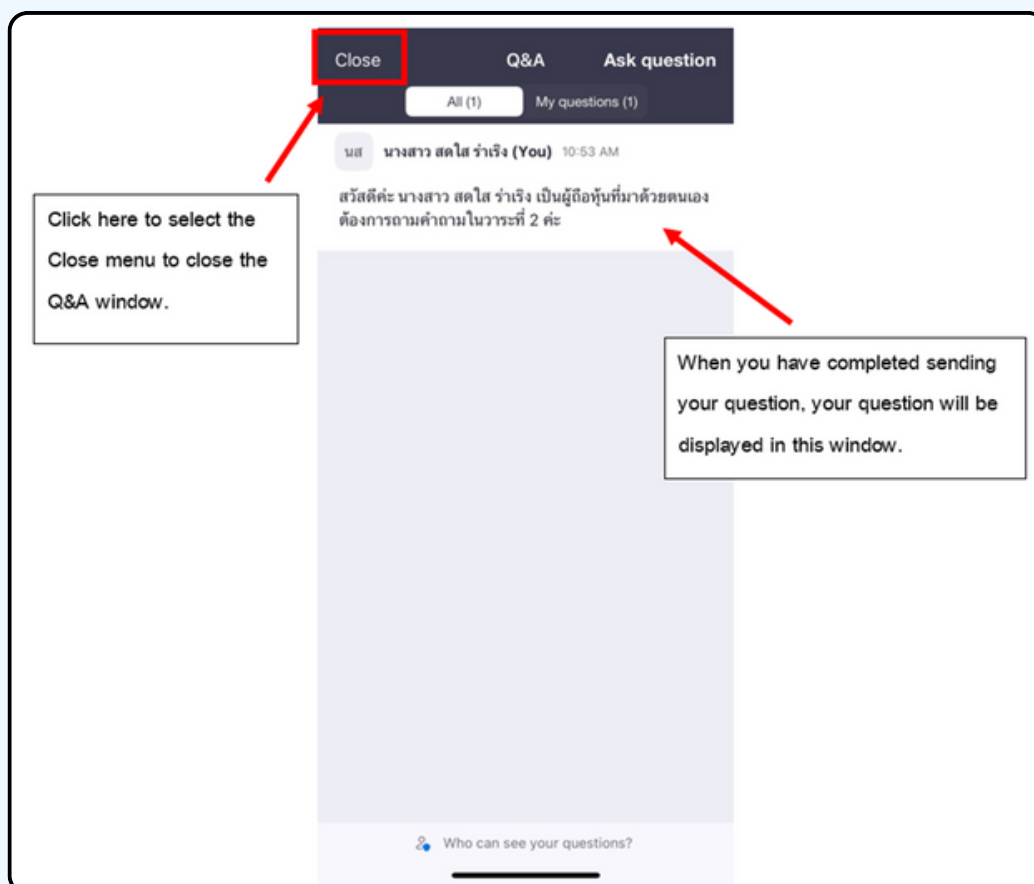 Close Q&A Ask question
All (1) My questions (1)
นส นางสาว สดใส ร่าเริง (You) 10:53 AM
สวัสดีค่ะ นางสาว สดใส ร่าเริง เป็นผู้ถือหุ้นที่มาด้วยตนเอง
ต้องการถามคำถามในวาระที่ 2 ค่ะ
Click here to select the
Close menu to close the
Q&A window.
When you have completed sending
your question, your question will be
displayed in this window.
Who can see your questions?